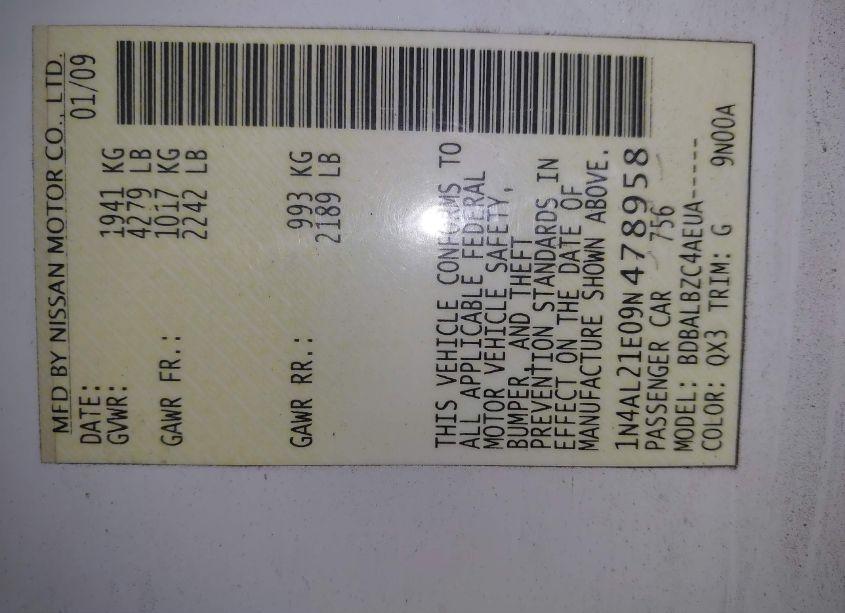 MFD BY NISSAN MOTOR CO., LTD.
DATE: 01/09
GVWR: 1941 KG
4279 LB
GAWR FR.: 1017 KG
2242 LB
GAWR RR.: 993 KG
2189 LB
THIS VEHICLE CONFORMS TO
ALL APPLICABLE FEDERAL
MOTOR VEHICLE SAFETY,
BUMPER, AND THEFT
PREVENTION STANDARDS IN
EFFECT ON THE DATE OF
MANUFACTURE SHOWN ABOVE.
1N4AL21E09N478958
PASSENGER CAR 756
MODEL: BDBALBZC4AEUA-----
COLOR: QX3 TRIM: G 9N00A